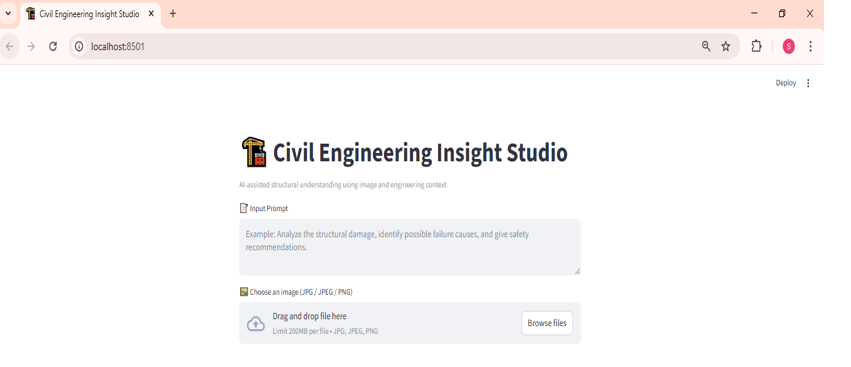 Civil Engineering Insight Studio
localhost:8501
S
Deploy
Civil Engineering Insight Studio
AI-assisted structural understanding using image and engineering context
Input Prompt
Example: Analyze the structural damage, identify possible failure causes, and give safety
recommendations.
Choose an image (JPG / JPEG / PNG)
Drag and drop file here
Limit 200MB per file • JPG, JPEG, PNG
Browse files